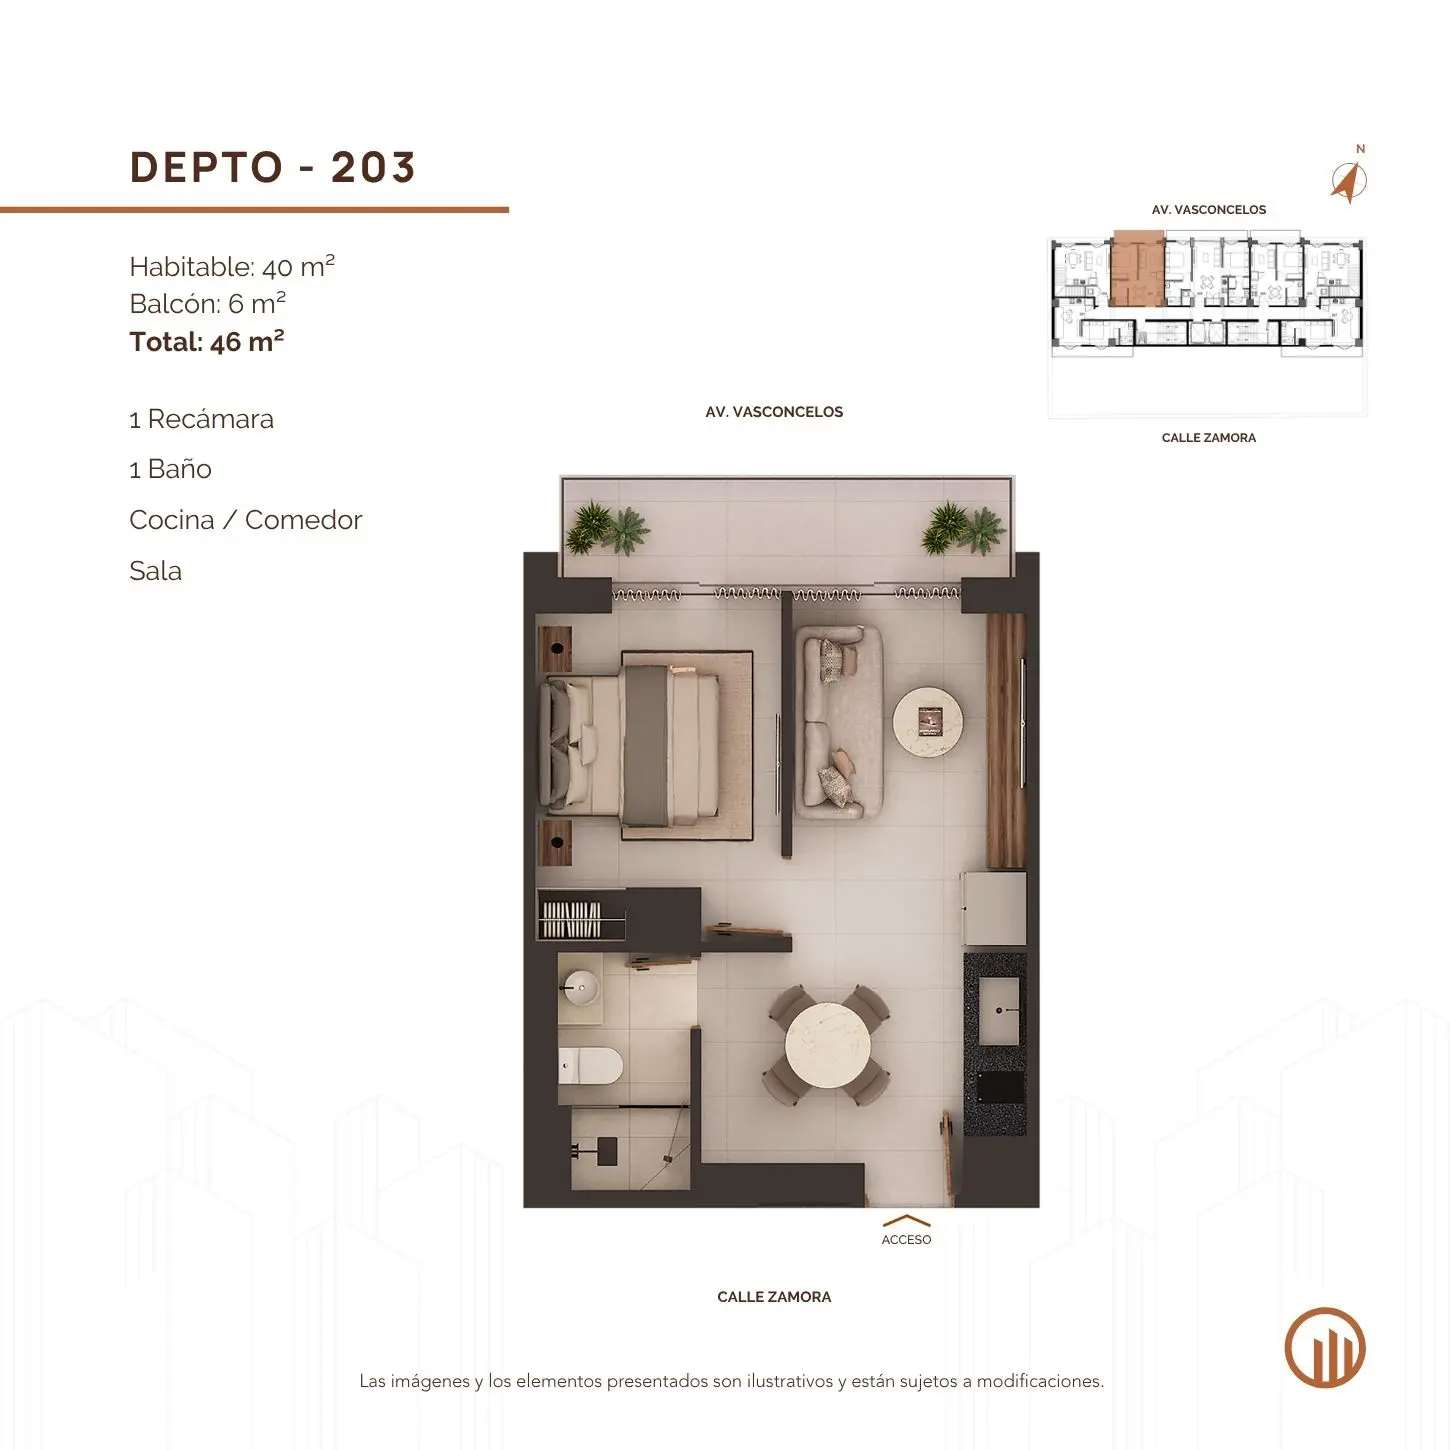 DEPTO - 203
N
AV. VASCONCELOS
Habitable: 40 m²
Balcón: 6 m²
Total: 46 m²
CALLE ZAMORA
1 Recámara
1 Baño
Cocina / Comedor
Sala
AV. VASCONCELOS
ACCESO
CALLE ZAMORA
Las imágenes y los elementos presentados son ilustrativos y están sujetos a modificaciones.